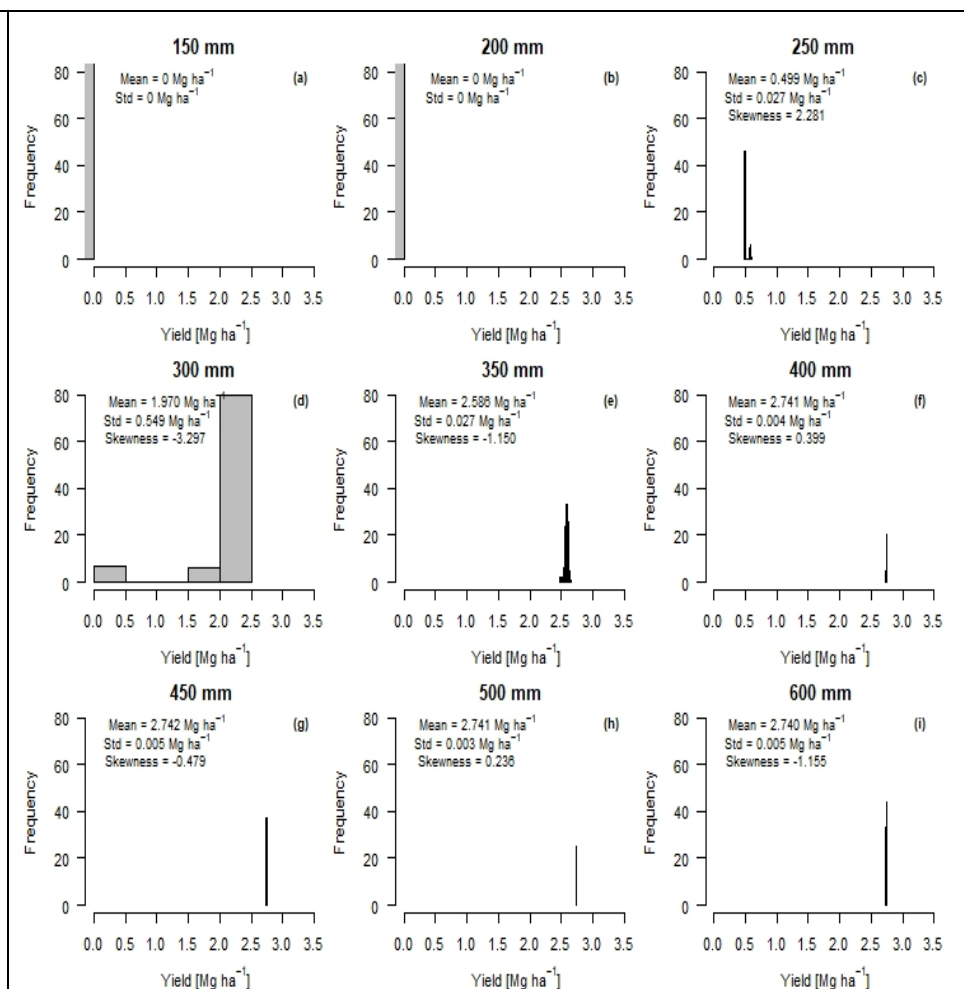 150 mm
Mean = 0 Mg ha⁻¹
Std = 0 Mg ha⁻¹
(a)
Frequency
80
60
40
20
0
0.0 0.5 1.0 1.5 2.0 2.5 3.0 3.5
Yield [Mg ha⁻¹]
200 mm
Mean = 0 Mg ha⁻¹
Std = 0 Mg ha⁻¹
(b)
Frequency
80
60
40
20
0
0.0 0.5 1.0 1.5 2.0 2.5 3.0 3.5
Yield [Mg ha⁻¹]
250 mm
Mean = 0.499 Mg ha⁻¹
Std = 0.027 Mg ha⁻¹
Skewness = 2.281
(c)
Frequency
80
60
40
20
0
0.0 0.5 1.0 1.5 2.0 2.5 3.0 3.5
Yield [Mg ha⁻¹]
300 mm
Mean = 1.970 Mg ha⁻¹
Std = 0.549 Mg ha⁻¹
Skewness = -3.297
(d)
Frequency
80
60
40
20
0
0.0 0.5 1.0 1.5 2.0 2.5 3.0 3.5
Yield [Mg ha⁻¹]
350 mm
Mean = 2.586 Mg ha⁻¹
Std = 0.027 Mg ha⁻¹
Skewness = -1.150
(e)
Frequency
80
60
40
20
0
0.0 0.5 1.0 1.5 2.0 2.5 3.0 3.5
Yield [Mg ha⁻¹]
400 mm
Mean = 2.741 Mg ha⁻¹
Std = 0.004 Mg ha⁻¹
Skewness = 0.399
(f)
Frequency
80
60
40
20
0
0.0 0.5 1.0 1.5 2.0 2.5 3.0 3.5
Yield [Mg ha⁻¹]
450 mm
Mean = 2.742 Mg ha⁻¹
Std = 0.005 Mg ha⁻¹
Skewness = -0.479
(g)
Frequency
80
60
40
20
0
0.0 0.5 1.0 1.5 2.0 2.5 3.0 3.5
Yield [Mg ha⁻¹]
500 mm
Mean = 2.741 Mg ha⁻¹
Std = 0.003 Mg ha⁻¹
Skewness = 0.236
(h)
Frequency
80
60
40
20
0
0.0 0.5 1.0 1.5 2.0 2.5 3.0 3.5
Yield [Mg ha⁻¹]
600 mm
Mean = 2.740 Mg ha⁻¹
Std = 0.005 Mg ha⁻¹
Skewness = -1.155
(i)
Frequency
80
60
40
20
0
0.0 0.5 1.0 1.5 2.0 2.5 3.0 3.5
Yield [Mg ha⁻¹]